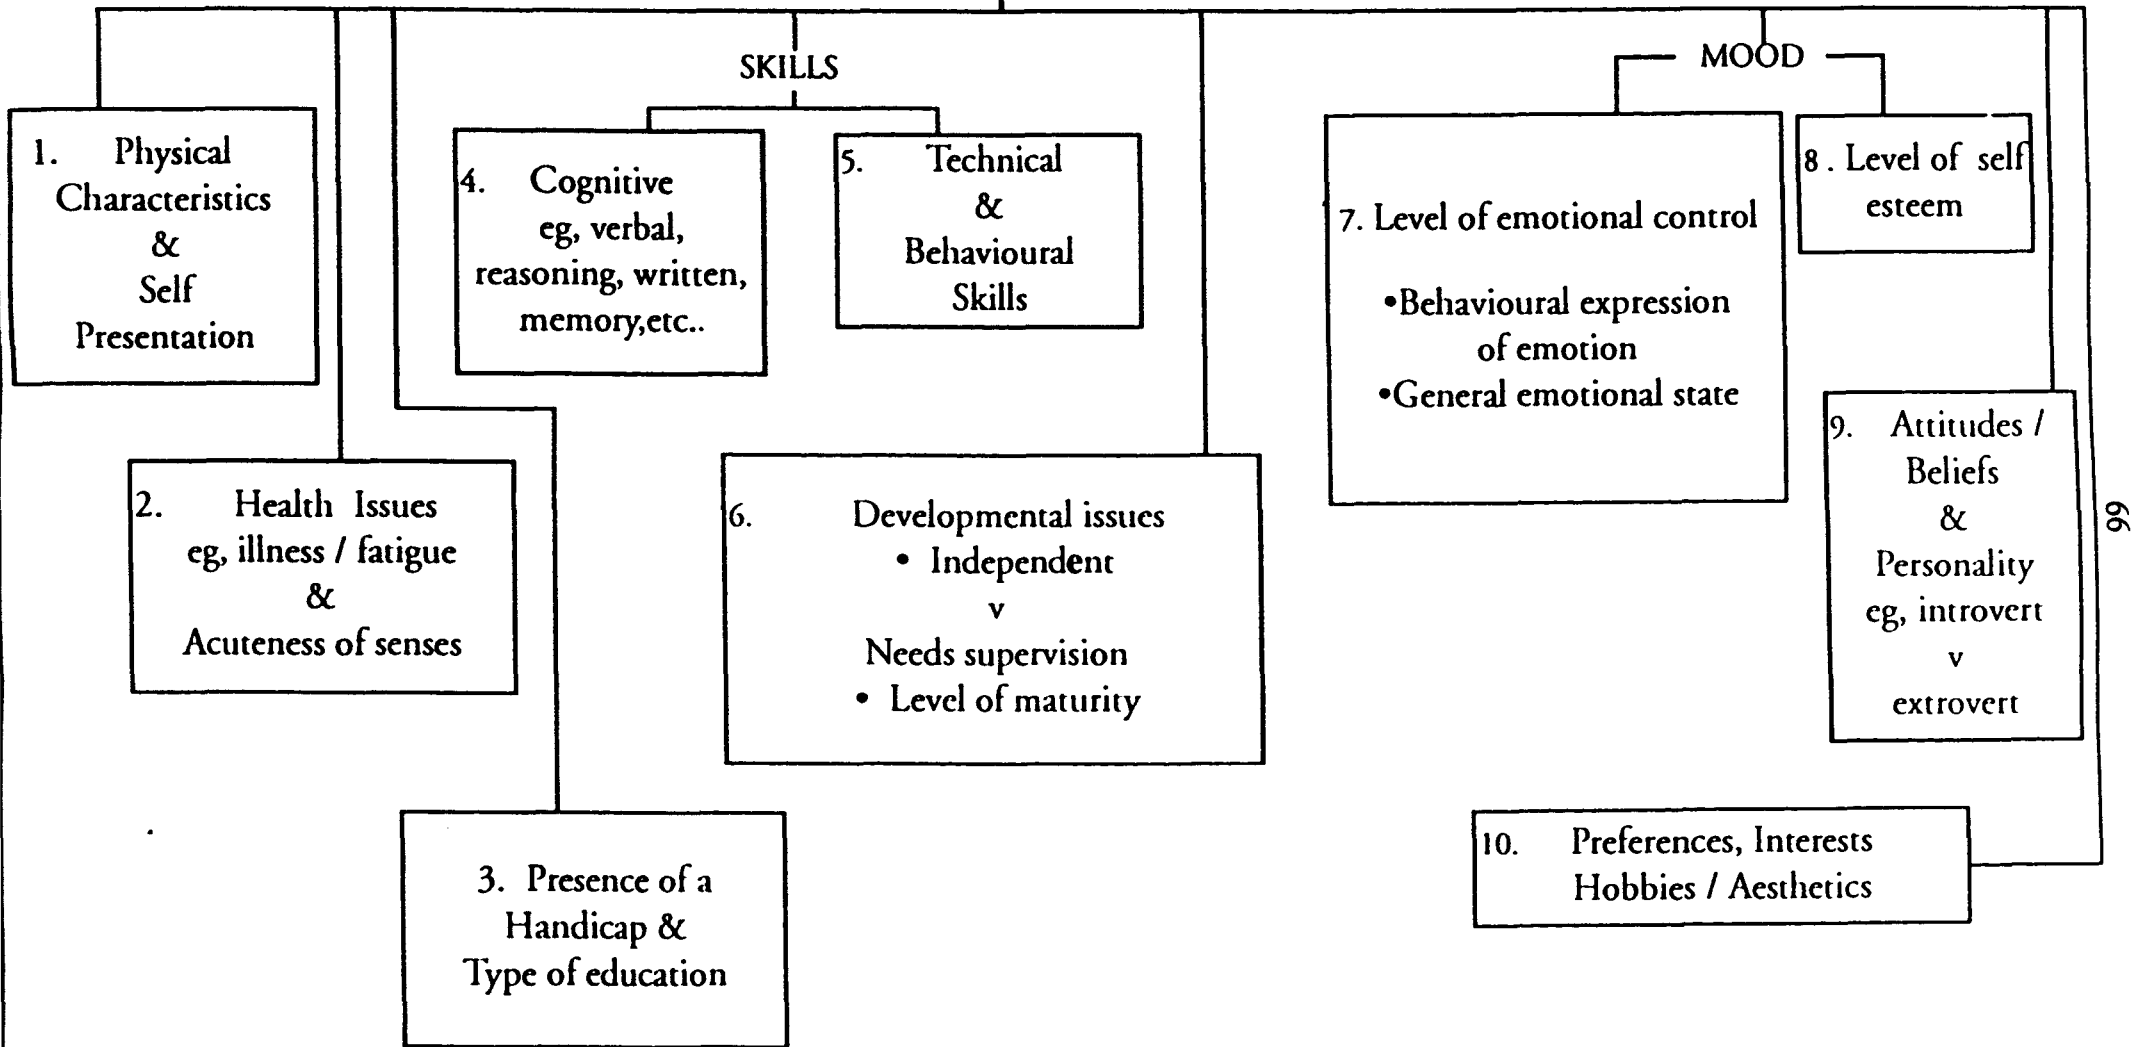 SKILLS
MOOD
1. Physical
Characteristics
&
Self
Presentation
2. Health Issues
eg, illness / fatigue
&
Acuteness of senses
3. Presence of a
Handicap &
Type of education
4. Cognitive
eg, verbal,
reasoning, written,
memory,etc..
5. Technical
&
Behavioural
Skills
6. Developmental issues
• Independent
v
Needs supervision
• Level of maturity
7. Level of emotional control
•Behavioural expression
of emotion
•General emotional state
8. Level of self
esteem
9. Attitudes /
Beliefs
&
Personality
eg, introvert
v
extrovert
10. Preferences, Interests
Hobbies / Aesthetics
99